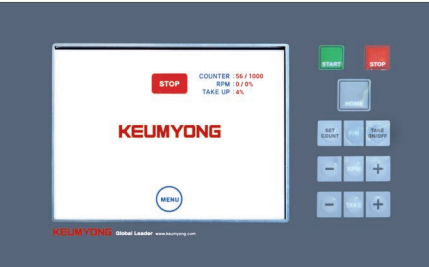 STOP
COUNTER : 56 / 1000
RPM : 0 / 0%
TAKE UP : 4%
KEUMYONG
MENU
KEUMYONG Global Leader www.keumyong.com
START
STOP
HOME
SET
COUNT
TAKE
ON/OFF
− RPM +
− TAKE +